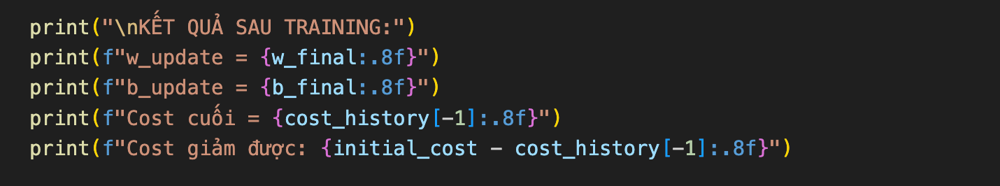 print("\nKẾT QUẢ SAU TRAINING:")
print(f"w_update = {w_final:.8f}")
print(f"b_update = {b_final:.8f}")
print(f"Cost cuối = {cost_history[-1]:.8f}")
print(f"Cost giảm được: {initial_cost - cost_history[-1]:.8f}")